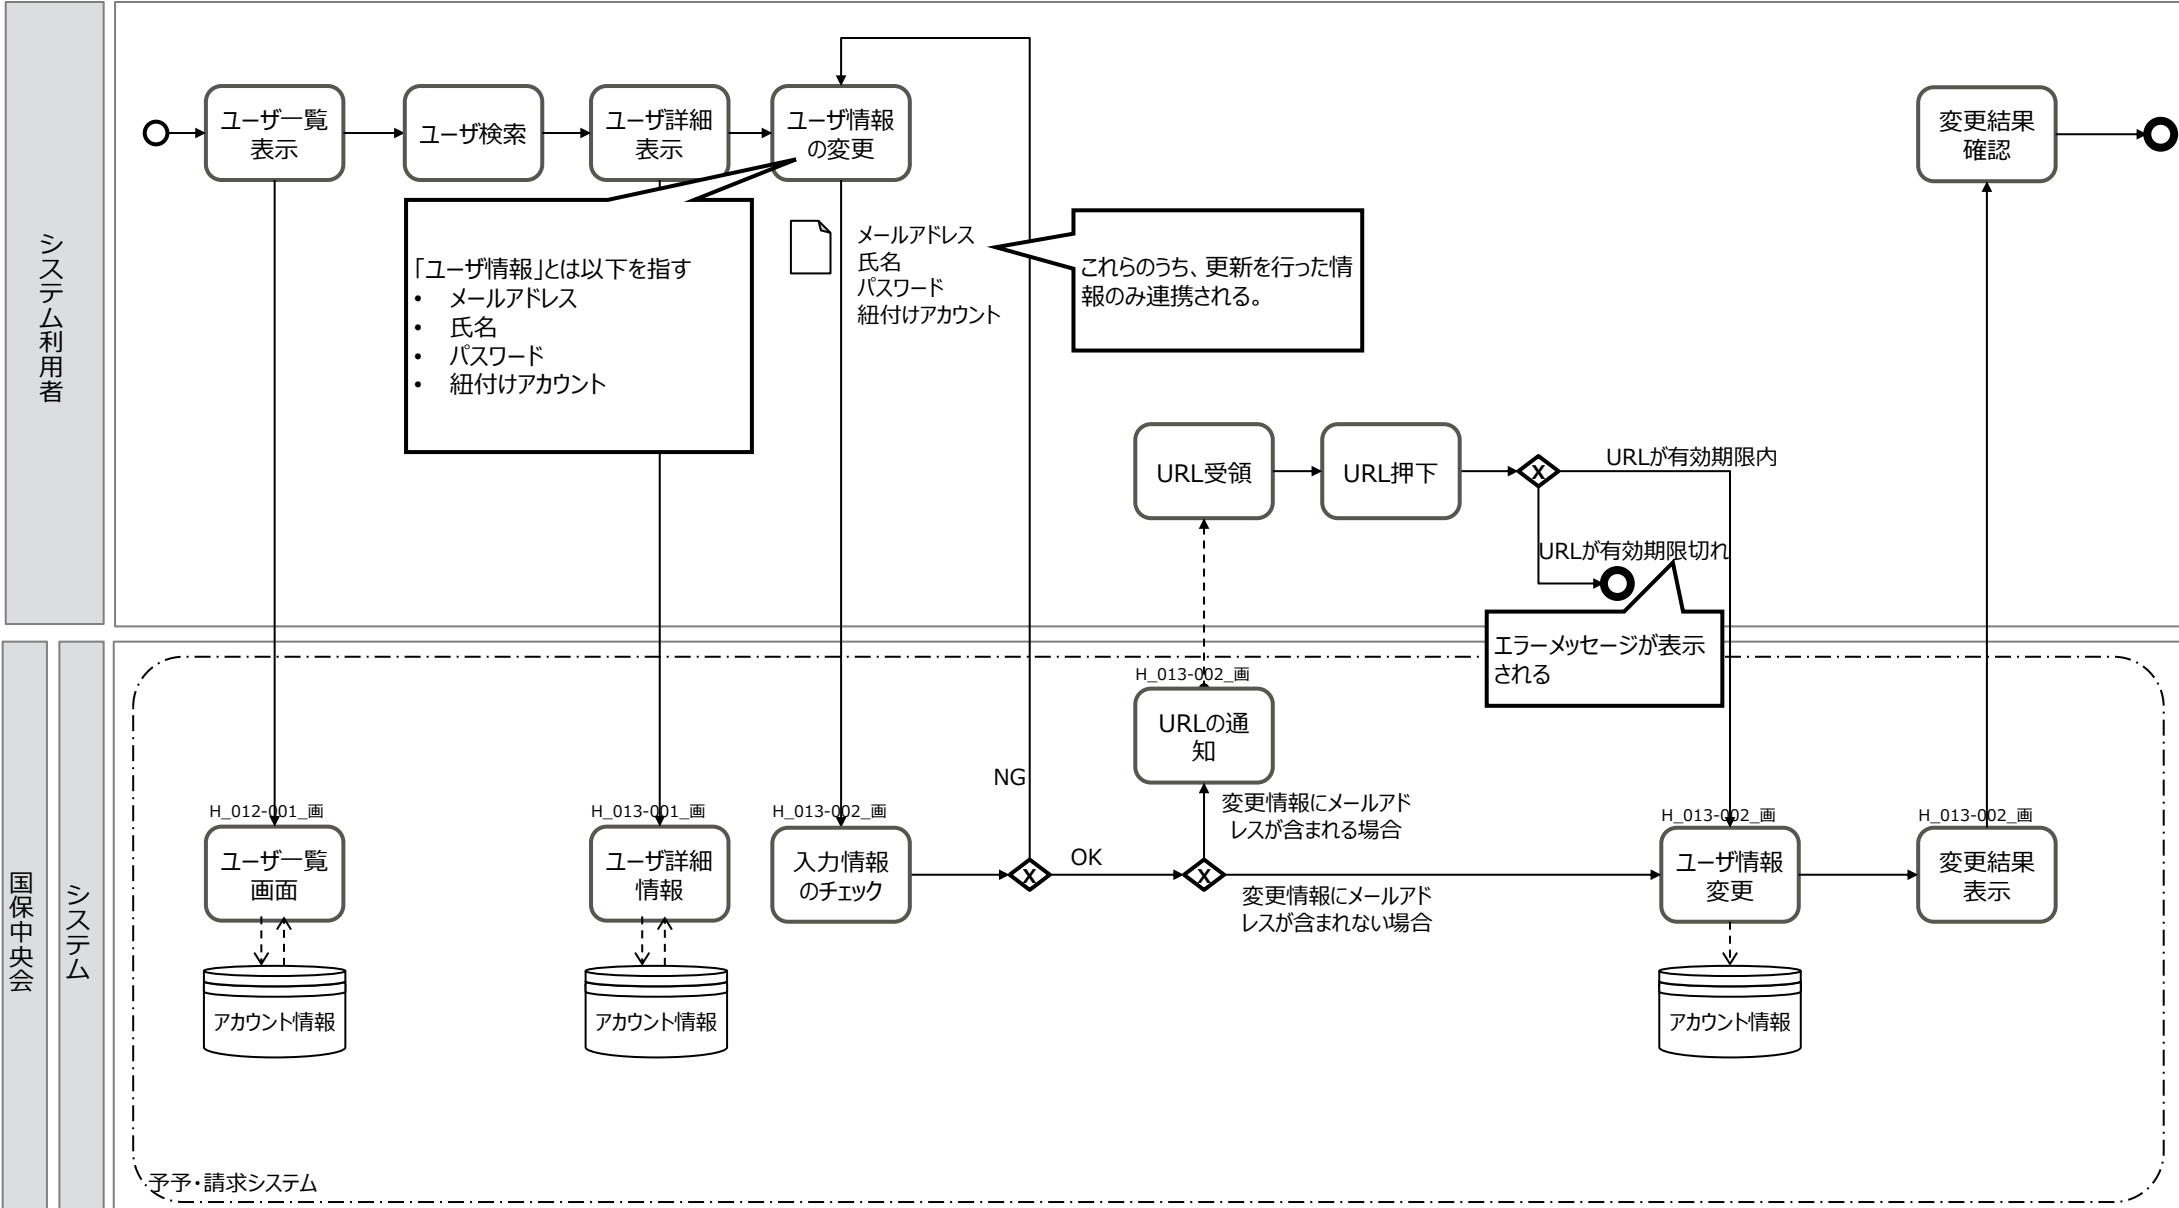 システム利用者
ユーザ一覧
表示
ユーザ検索
ユーザ詳細
表示
ユーザ情報
の変更
変更結果
確認
「ユーザ情報」とは以下を指す
• メールアドレス
• 氏名
• パスワード
• 紐付けアカウント
メールアドレス
氏名
パスワード
紐付けアカウント
これらのうち、更新を行った情
報のみ連携される。
URL受領
URL押下
X
URLが有効期限内
URLが有効期限切れ
エラーメッセージが表示
される
国保中央会
システム
H_013-002_画
URLの通
知
NG
変更情報にメールアド
レスが含まれる場合
H_012-001_画
ユーザ一覧
画面
H_013-001_画
ユーザ詳細
情報
H_013-002_画
入力情報
のチェック
X
OK
X
変更情報にメールアド
レスが含まれない場合
H_013-002_画
ユーザ情報
変更
H_013-002_画
変更結果
表示
アカウント情報
アカウント情報
アカウント情報
予予・請求システム